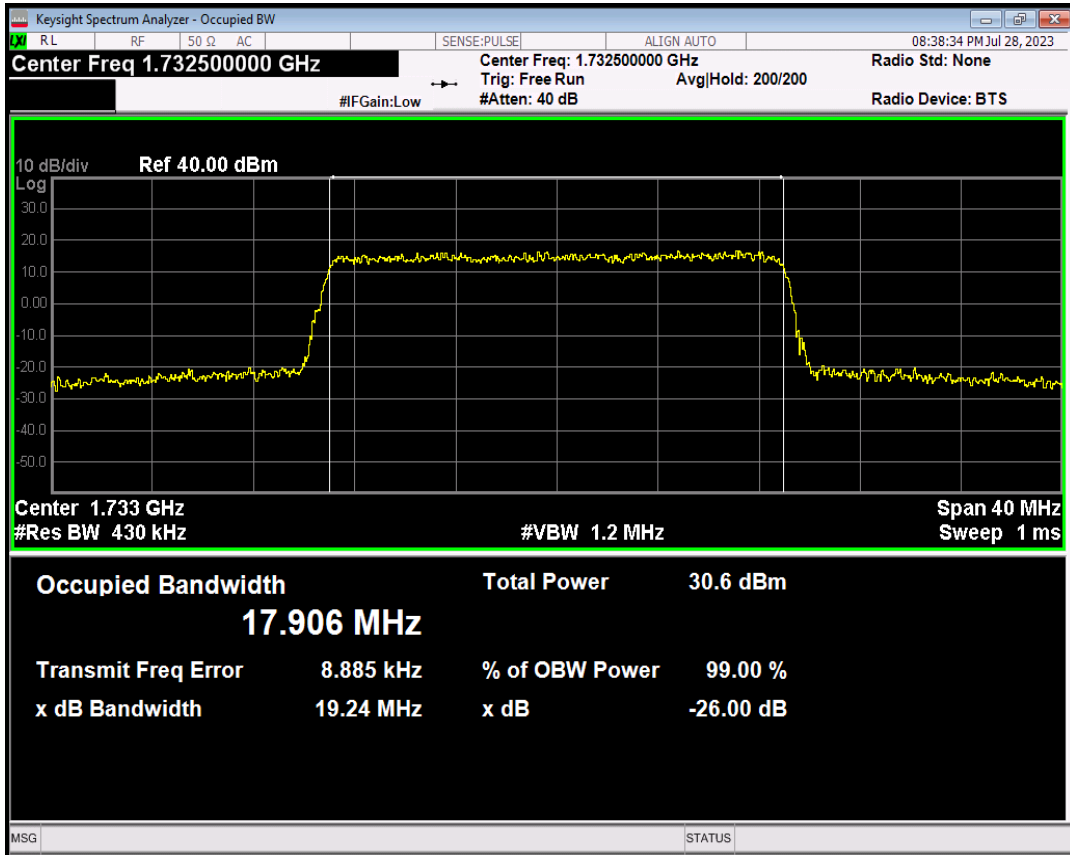 Keysight Spectrum Analyzer - Occupied BW
LXI RL RF 50 Ω AC SENSE:PULSE ALIGN AUTO 08:38:34 PM Jul 28, 2023
Center Freq 1.732500000 GHz Center Freq: 1.732500000 GHz Radio Std: None
Trig: Free Run Avg|Hold: 200/200
#IFGain:Low #Atten: 40 dB Radio Device: BTS
10 dB/div Ref 40.00 dBm
Log
30.0
20.0
10.0
0.00
-10.0
-20.0
-30.0
-40.0
-50.0
Center 1.733 GHz Span 40 MHz
#Res BW 430 kHz #VBW 1.2 MHz Sweep 1 ms
Occupied Bandwidth Total Power 30.6 dBm
17.906 MHz
Transmit Freq Error 8.885 kHz % of OBW Power 99.00 %
x dB Bandwidth 19.24 MHz x dB -26.00 dB
MSG STATUS